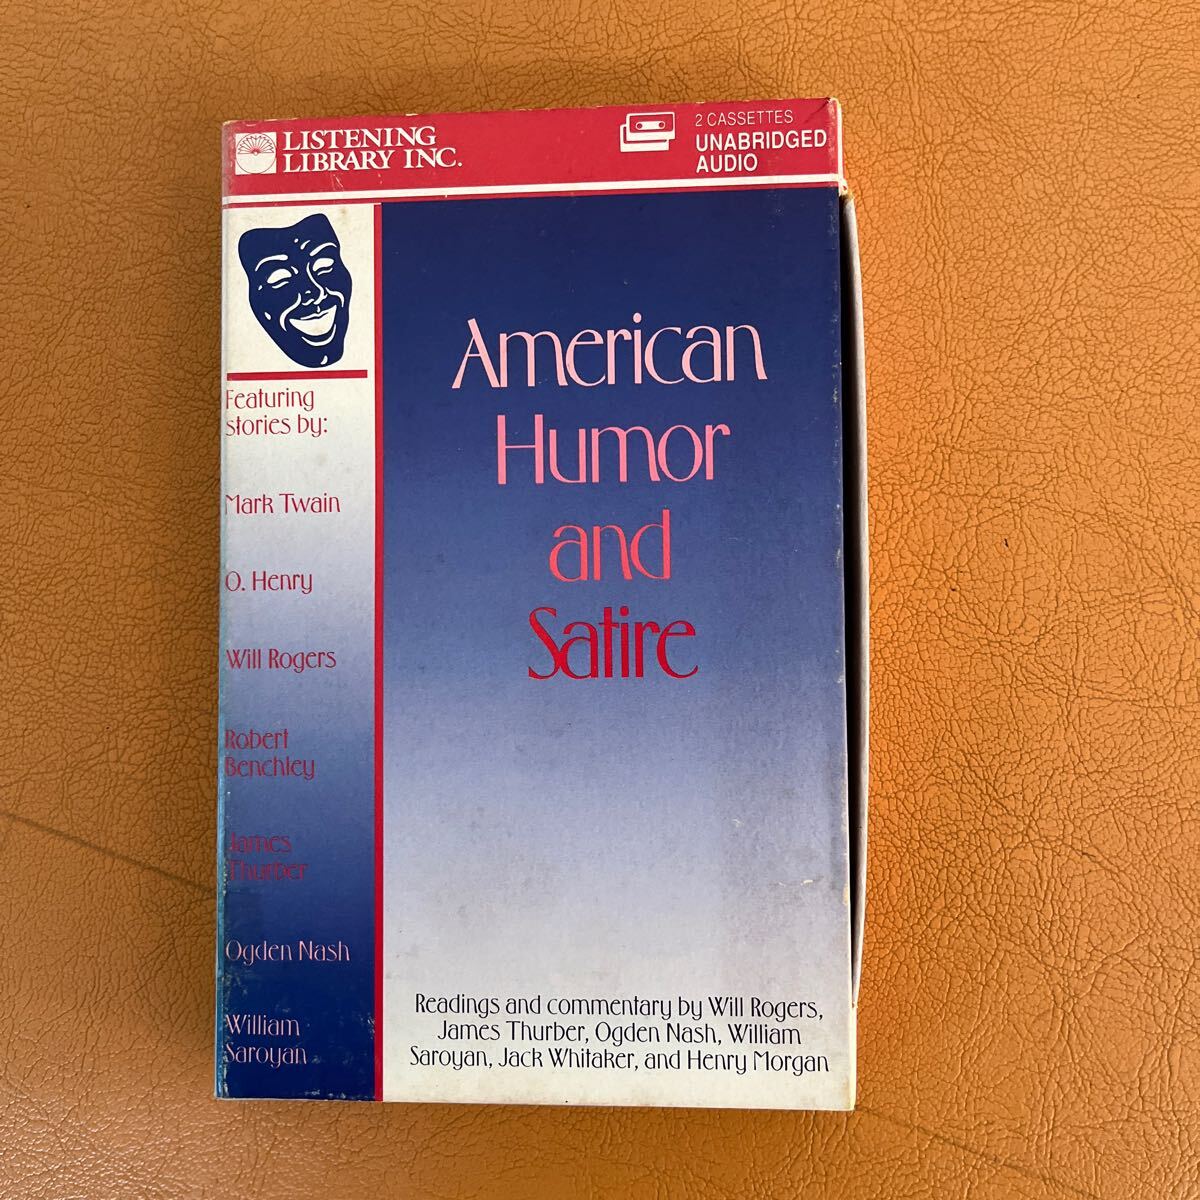 LISTENING
LIBRARY INC.
2 CASSETTES
UNABRIDGED
AUDIO
Featuring
stories by:
Mark Twain
O. Henry
Will Rogers
Robert
Benchley
James
Thurber
Ogden Nash
William
Saroyan
American
Humor
and
Satire
Readings and commentary by Will Rogers,
James Thurber, Ogden Nash, William
Saroyan, Jack Whitaker, and Henry Morgan